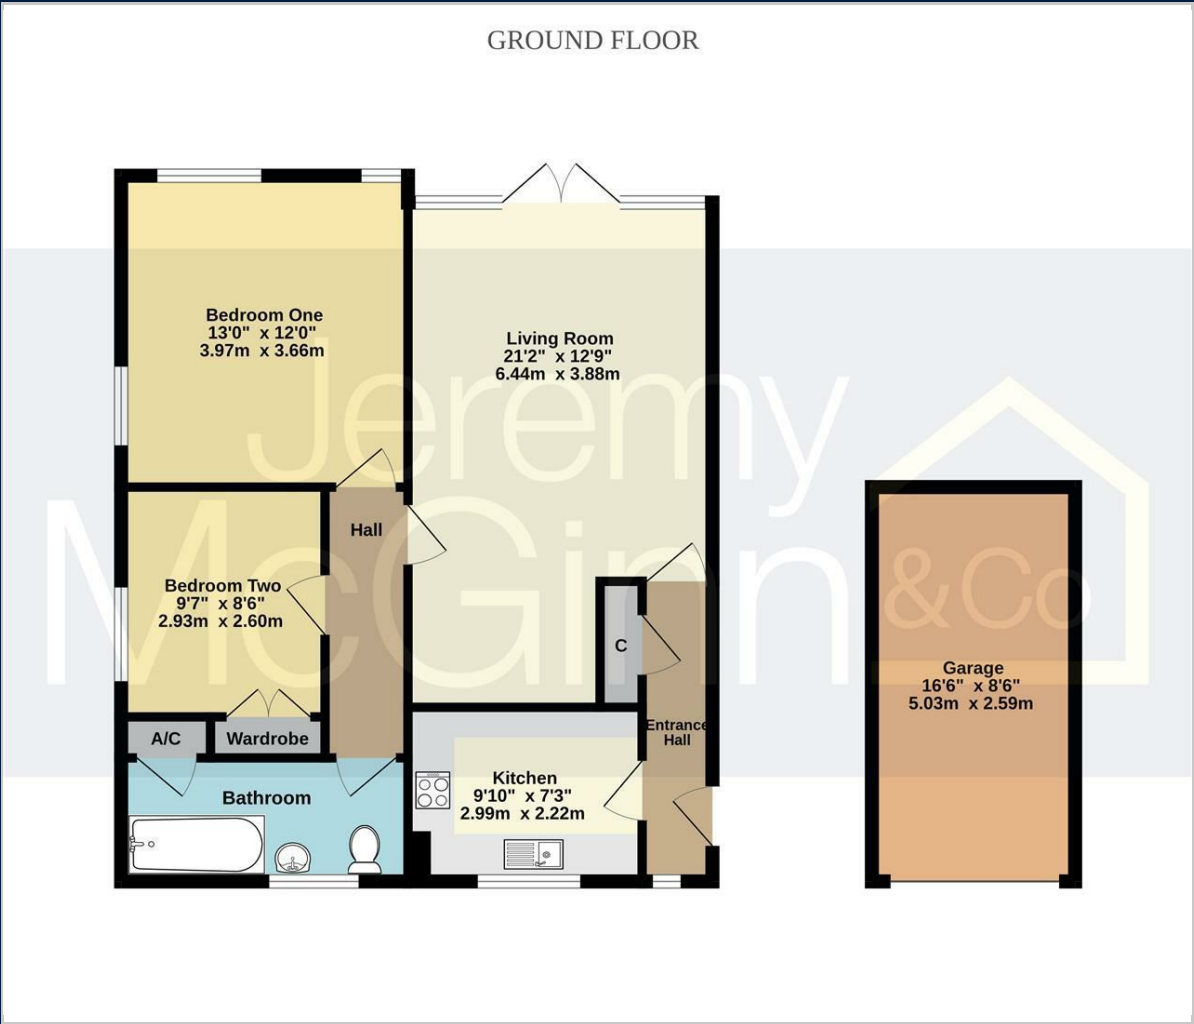 GROUND FLOOR
Bedroom One
13'0" x 12'0"
3.97m x 3.66m
Living Room
21'2" x 12'9"
6.44m x 3.88m
Jeremy
McGinn &Co
Hall
Bedroom Two
9'7" x 8'6"
2.93m x 2.60m
C
Garage
16'6" x 8'6"
5.03m x 2.59m
Entrance
Hall
A/C
Wardrobe
Kitchen
9'10" x 7'3"
2.99m x 2.22m
Bathroom